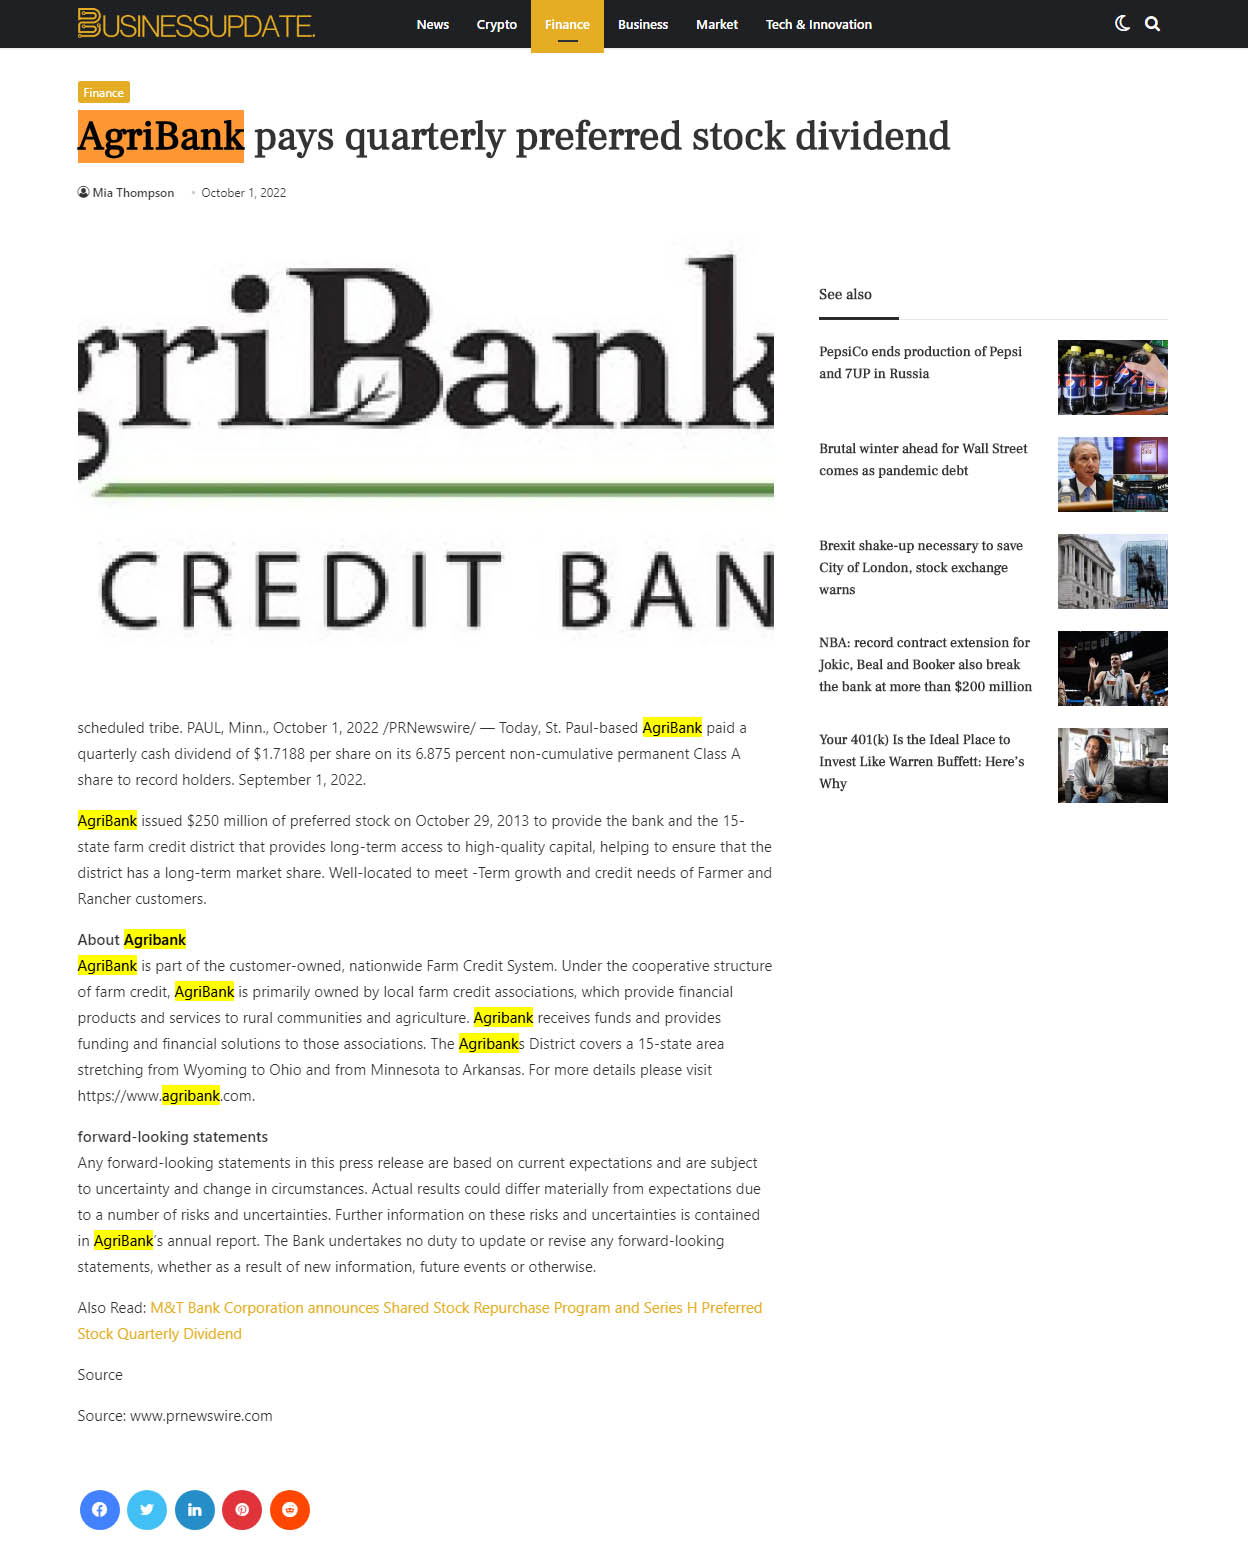 BUSINESSUPDATE.
News Crypto Finance Business Market Tech & Innovation
Finance
AgriBank pays quarterly preferred stock dividend
Mia Thompson • October 1, 2022
griBank
CREDIT BAN
scheduled tribe. PAUL, Minn., October 1, 2022 /PRNewswire/ — Today, St. Paul-based AgriBank paid a
quarterly cash dividend of $1.7188 per share on its 6.875 percent non-cumulative permanent Class A
share to record holders. September 1, 2022.
AgriBank issued $250 million of preferred stock on October 29, 2013 to provide the bank and the 15-
state farm credit district that provides long-term access to high-quality capital, helping to ensure that the
district has a long-term market share. Well-located to meet -Term growth and credit needs of Farmer and
Rancher customers.
About Agribank
AgriBank is part of the customer-owned, nationwide Farm Credit System. Under the cooperative structure
of farm credit, AgriBank is primarily owned by local farm credit associations, which provide financial
products and services to rural communities and agriculture. Agribank receives funds and provides
funding and financial solutions to those associations. The Agribanks District covers a 15-state area
stretching from Wyoming to Ohio and from Minnesota to Arkansas. For more details please visit
https://www.agribank.com.
forward-looking statements
Any forward-looking statements in this press release are based on current expectations and are subject
to uncertainty and change in circumstances. Actual results could differ materially from expectations due
to a number of risks and uncertainties. Further information on these risks and uncertainties is contained
in AgriBank's annual report. The Bank undertakes no duty to update or revise any forward-looking
statements, whether as a result of new information, future events or otherwise.
Also Read: M&T Bank Corporation announces Shared Stock Repurchase Program and Series H Preferred
Stock Quarterly Dividend
Source
Source: www.prnewswire.com
See also
PepsiCo ends production of Pepsi
and 7UP in Russia
Brutal winter ahead for Wall Street
comes as pandemic debt
Brexit shake-up necessary to save
City of London, stock exchange
warns
NBA: record contract extension for
Jokic, Beal and Booker also break
the bank at more than $200 million
Your 401(k) Is the Ideal Place to
Invest Like Warren Buffett: Here's
Why